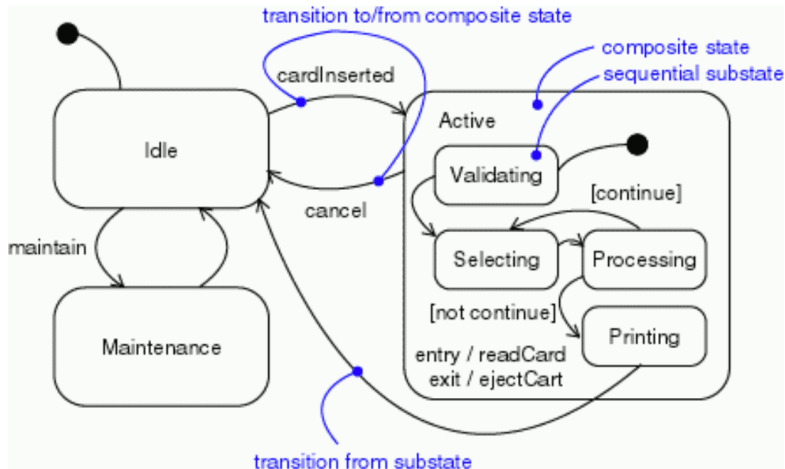 transition to/from composite state
composite state
sequential substate
cardInserted
Active
Idle
Validating
[continue]
cancel
maintain
Selecting
Processing
[not continue]
Printing
Maintenance
entry / readCard
exit / ejectCart
transition from substate